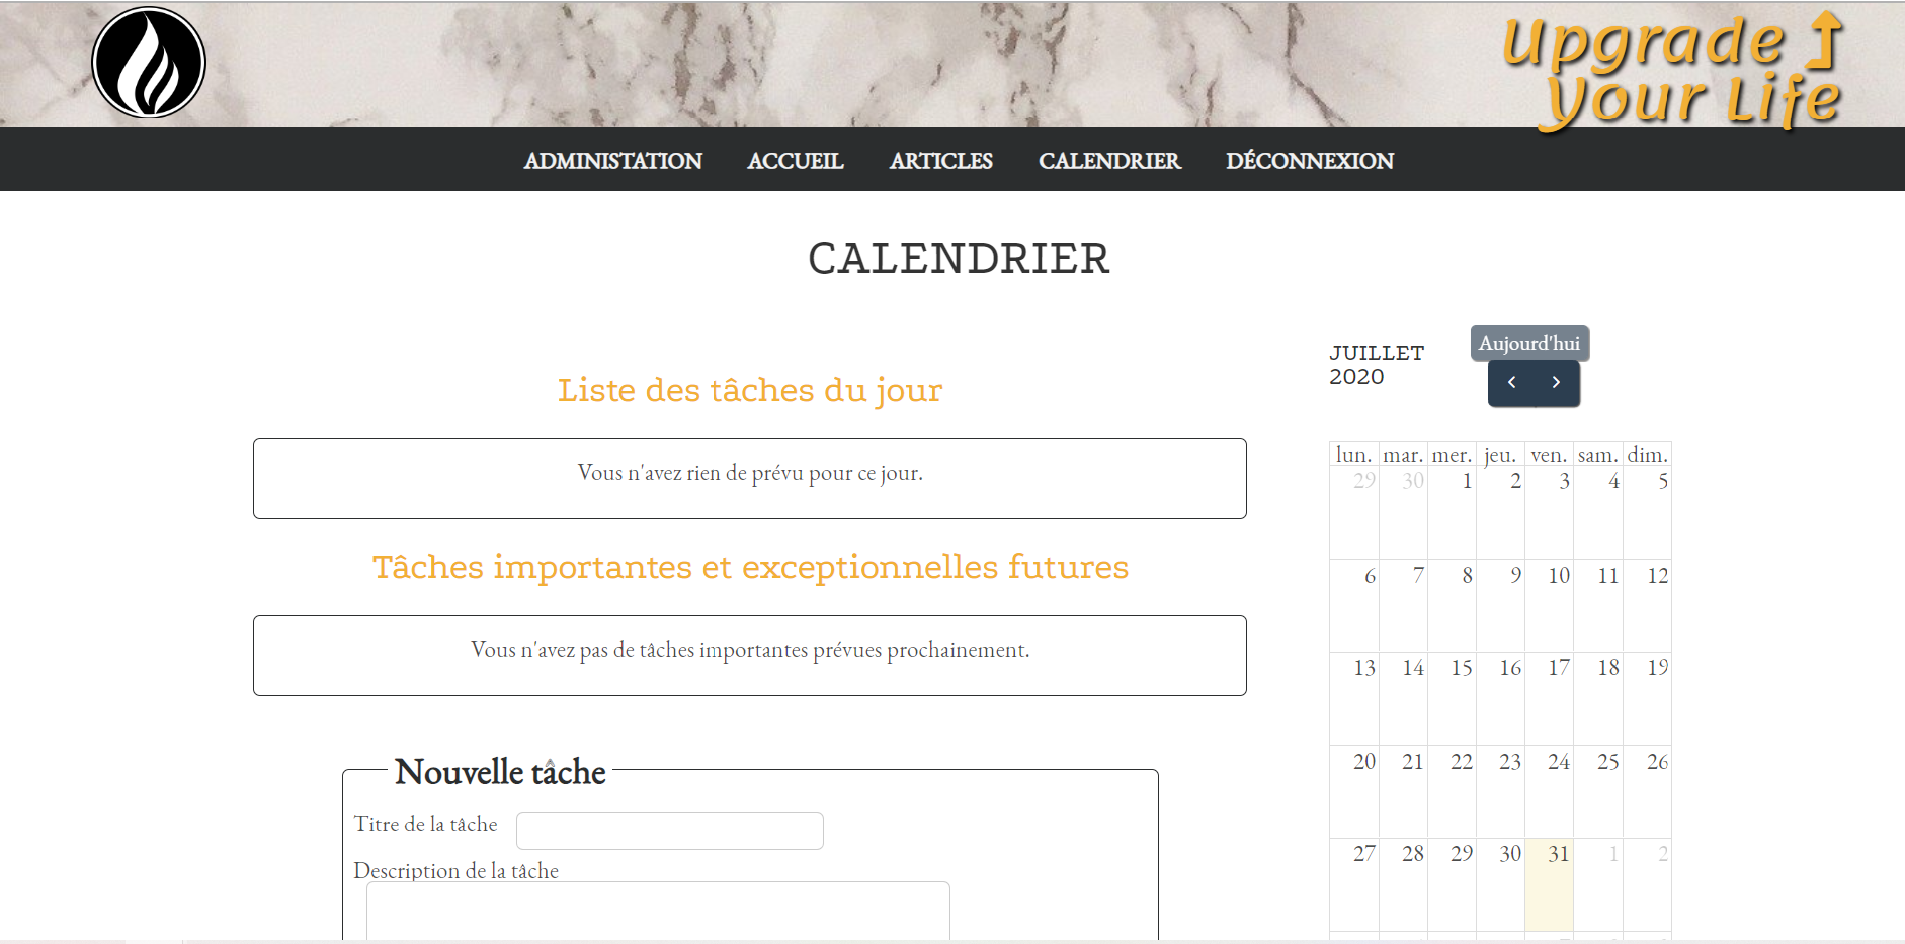 Upgrade
Your Life
ADMINISTATION ACCUEIL ARTICLES CALENDRIER DÉCONNEXION
CALENDRIER
Liste des tâches du jour
Vous n'avez rien de prévu pour ce jour.
Tâches importantes et exceptionnelles futures
Vous n'avez pas de tâches importantes prévues prochainement.
Nouvelle tâche
Titre de la tâche
Description de la tâche
JUILLET
2020
Aujourd'hui
lun. mar. mer. jeu. ven. sam. dim.
29 30 1 2 3 4 5
6 7 8 9 10 11 12
13 14 15 16 17 18 19
20 21 22 23 24 25 26
27 28 29 30 31 1 2